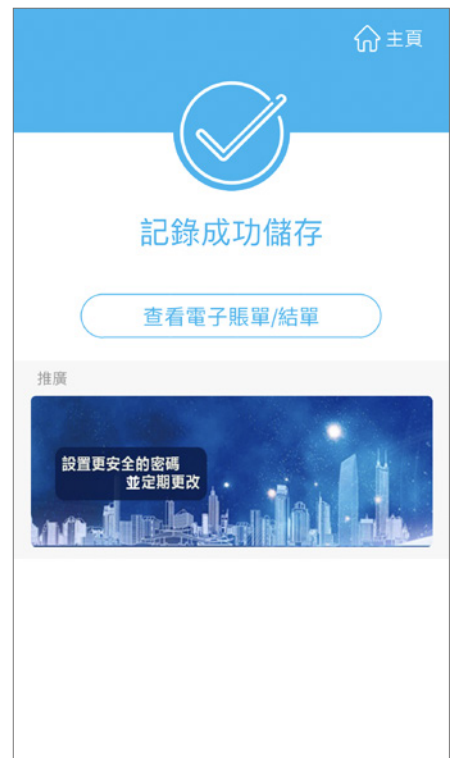 主頁
記錄成功儲存
查看電子賬單/結單
推廣
設置更安全的密碼
並定期更改